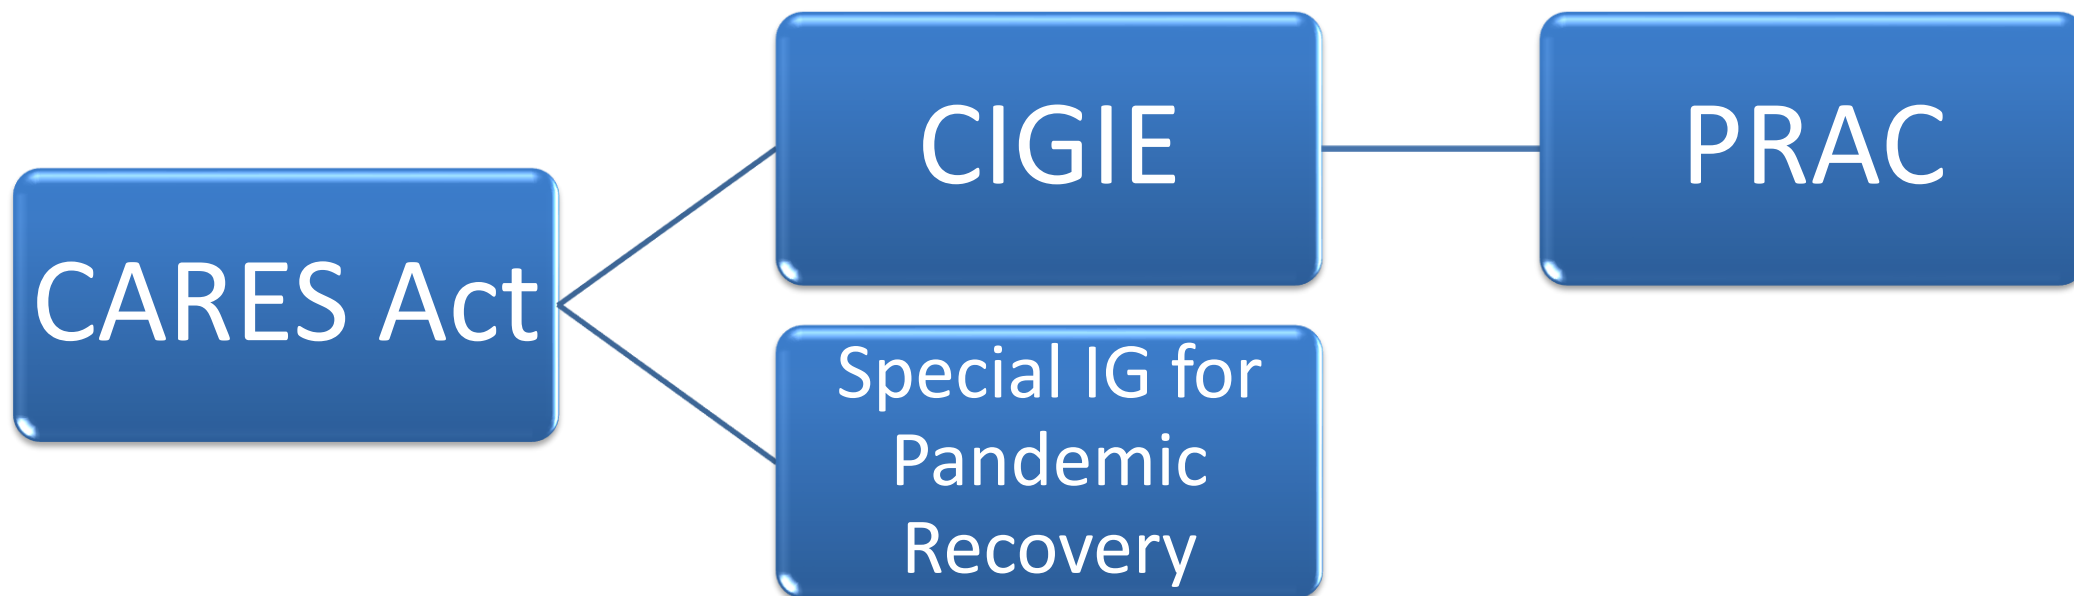 CARES Act
CIGIE
PRAC
Special IG for
Pandemic
Recovery